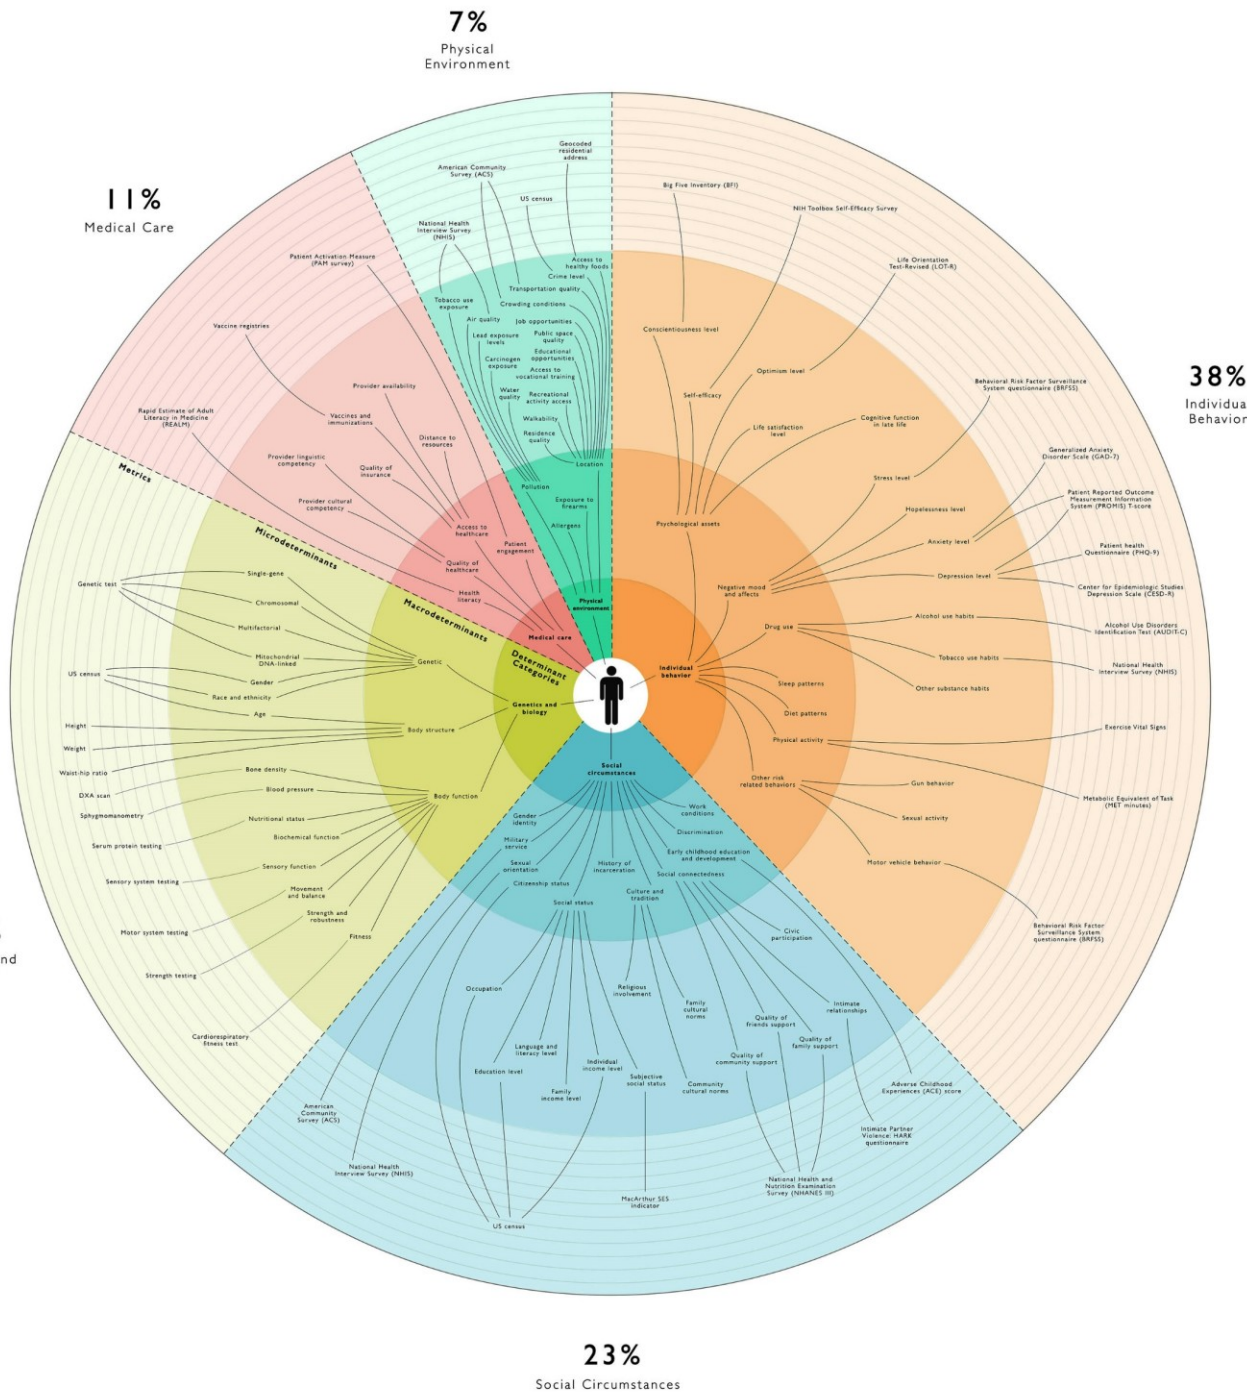 7%
Physical
Environment
11%
Medical Care
38%
Individua
Behavior
23%
Social Circumstances
nd
Metrics
Microdeterminants
Macrodeterminants
Determinant
Categories
Physical
environment
Exposure to
firearms
Allergens
Pollution
Location
Tobacco use
exposure
Air quality
Lead exposure
levels
Carcinogen
exposure
Water
quality
Access to
healthy foods
Crime level
Transportation quality
Crowding conditions
Job opportunities
Public space
quality
Educational
opportunities
Access to
vocational training
Recreational
activity access
Walkability
Residence
quality
Geocoded
residential
address
American Community
Survey (ACS)
US census
National Health
Interview Survey
(NHIS)
Medical care
Patient
engagement
Access to
healthcare
Quality of
healthcare
Health
literacy
Provider availability
Vaccines and
immunizations
Distance to
resources
Quality of
insurance
Provider linguistic
competency
Provider cultural
competency
Patient Activation Measure
(PAM survey)
Vaccine registries
Rapid Estimate of Adult
Literacy in Medicine
(REALM)
Individual
behavior
Psychological assets
Negative mood
and affects
Drug use
Sleep patterns
Diet patterns
Physical activity
Other risk
related behaviors
Conscientiousness level
Self-efficacy
Optimism level
Life satisfaction
level
Cognitive function
in late life
Stress level
Hopelessness level
Anxiety level
Depression level
Alcohol use habits
Tobacco use habits
Other substance habits
Gun behavior
Sexual activity
Motor vehicle behavior
Big Five Inventory (BFI)
NIH Toolbox Self-Efficacy Survey
Life Orientation
Test-Revised (LOT-R)
Behavioral Risk Factor Surveillance
System questionnaire (BRFSS)
Generalized Anxiety
Disorder Scale (GAD-7)
Patient Reported Outcome
Measurement Information
System (PROMIS) T-score
Patient health
Questionnaire (PHQ-9)
Center for Epidemiologic Studies
Depression Scale (CESD-R)
Alcohol Use Disorders
Identification Test (AUDIT-C)
National Health
Interview Survey (NHIS)
Exercise Vital Signs
Metabolic Equivalent of Task
(MET minutes)
Behavioral Risk Factor
Surveillance System
questionnaire (BRFSS)
Genetics and
biology
Genetic
Body structure
Body function
Single-gene
Chromosomal
Multifactorial
Mitochondrial
DNA-linked
Gender
Race and ethnicity
Age
Bone density
Blood pressure
Nutritional status
Biochemical function
Sensory function
Movement
and balance
Strength and
robustness
Fitness
Genetic test
US census
Height
Weight
Waist-hip ratio
DXA scan
Sphygmomanometry
Serum protein testing
Sensory system testing
Motor system testing
Strength testing
Cardiorespiratory
fitness test
Social
circumstances
Gender
identity
Military
service
Sexual
orientation
Citizenship status
Social status
History of
incarceration
Culture and
tradition
Social connectedness
Early childhood education
and development
Discrimination
Work
conditions
Occupation
Education level
Language and
literacy level
Family
income level
Individual
income level
Subjective
social status
Religious
involvement
Community
cultural norms
Family
cultural
norms
Quality of
community support
Quality of
friends support
Quality of
family support
Intimate
relationships
Civic
participation
American
Community
Survey (ACS)
National Health
Interview Survey (NHIS)
US census
MacArthur SES
indicator
National Health and
Nutrition Examination
Survey (NHANES III)
Intimate Partner
Violence: HARK
questionnaire
Adverse Childhood
Experiences (ACE) score